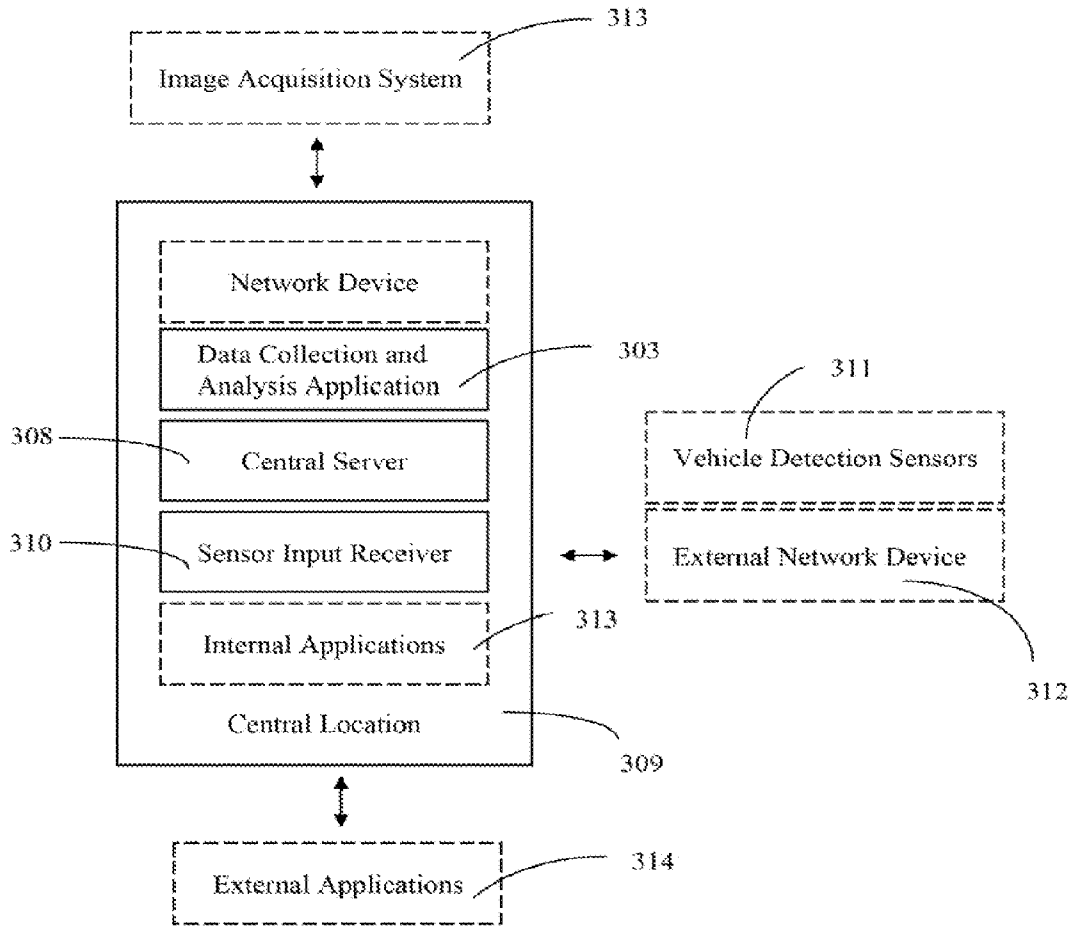 313
Image Acquisition System
Network Device
Data Collection and
Analysis Application
303
308
Central Server
310
Sensor Input Receiver
Internal Applications
313
Central Location
309
311
Vehicle Detection Sensors
External Network Device
312
External Applications
314